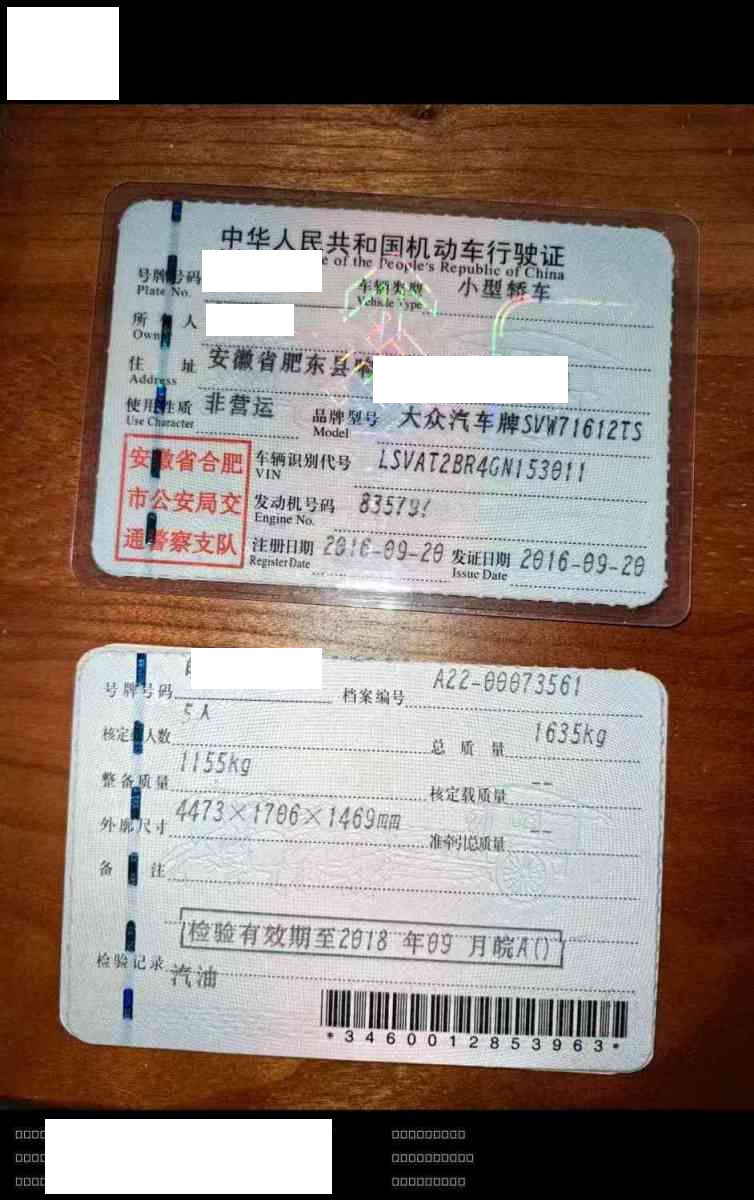 中华人民共和国机动车行驶证
e of the People's Republic of China
号牌号码 车辆类型 小型轿车
Plate No. Vehicle Type
所 人
Owner
住 址 安徽省肥东县
Address
使用性质 非营运 品牌型号 大众汽车牌SVW71612TS
Use Character Model
安徽省合肥
市公安局交
通警察支队
车辆识别代号 LSVAT2BR4GN153011
VIN
发动机号码
Engine No.
注册日期 2016-09-20 发证日期 2016-09-20
Register Date Issue Date
号牌号码 档案编号 A22-00073561
核定载人数 5人 总质量 1635kg
整备质量 1155kg 核定载质量 --
外廓尺寸 4473×1706×1469mm 准牵引总质量 --
备 注
检验有效期至2018 年09 月皖A()
检验记录 汽油
*3460012853963*